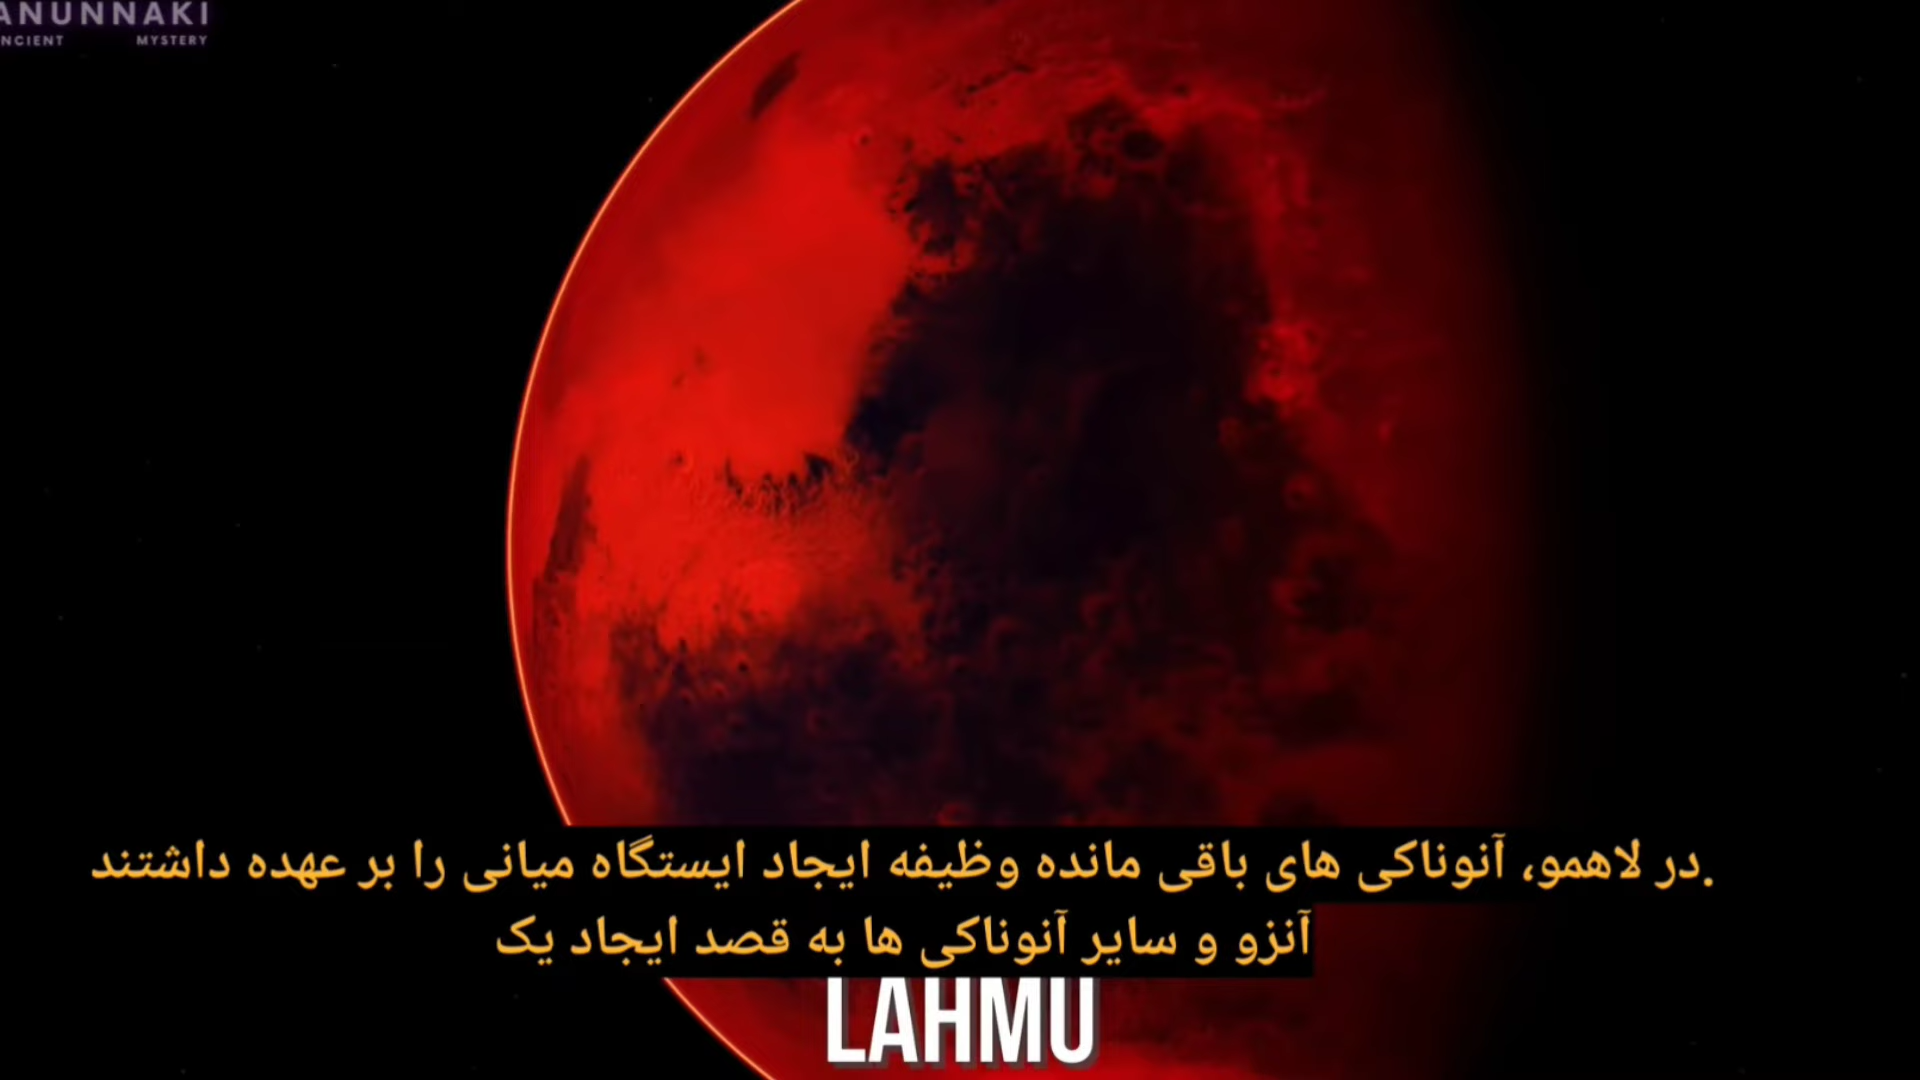 ANUNNAKI
ANCIENT MYSTERY
در لاهمو، آنوناکی های باقی مانده وظیفه ایجاد ایستگاه میانی را بر عهده داشتند.
آنزو و سایر آنوناکی ها به قصد ایجاد یک
LAHMU